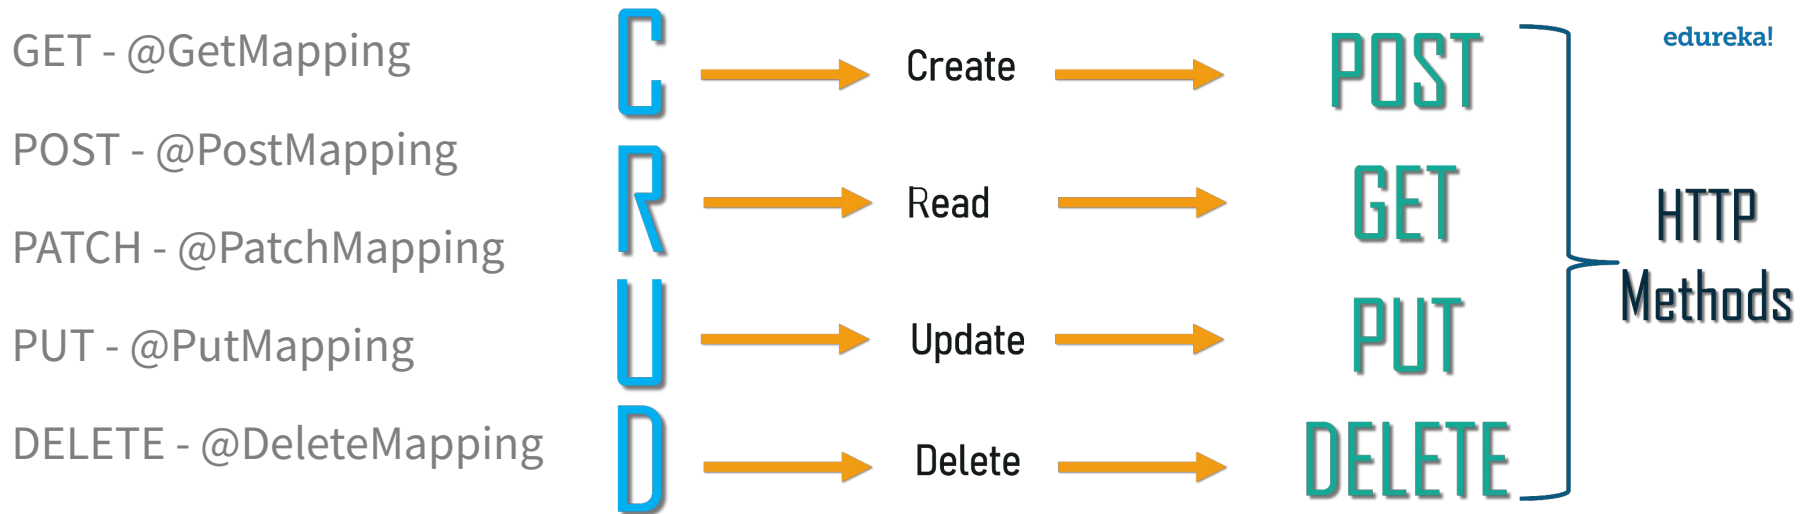 GET - @GetMapping
POST - @PostMapping
PATCH - @PatchMapping
PUT - @PutMapping
DELETE - @DeleteMapping
C Create POST
R Read GET
U Update PUT
D Delete DELETE
HTTP
Methods
edureka!